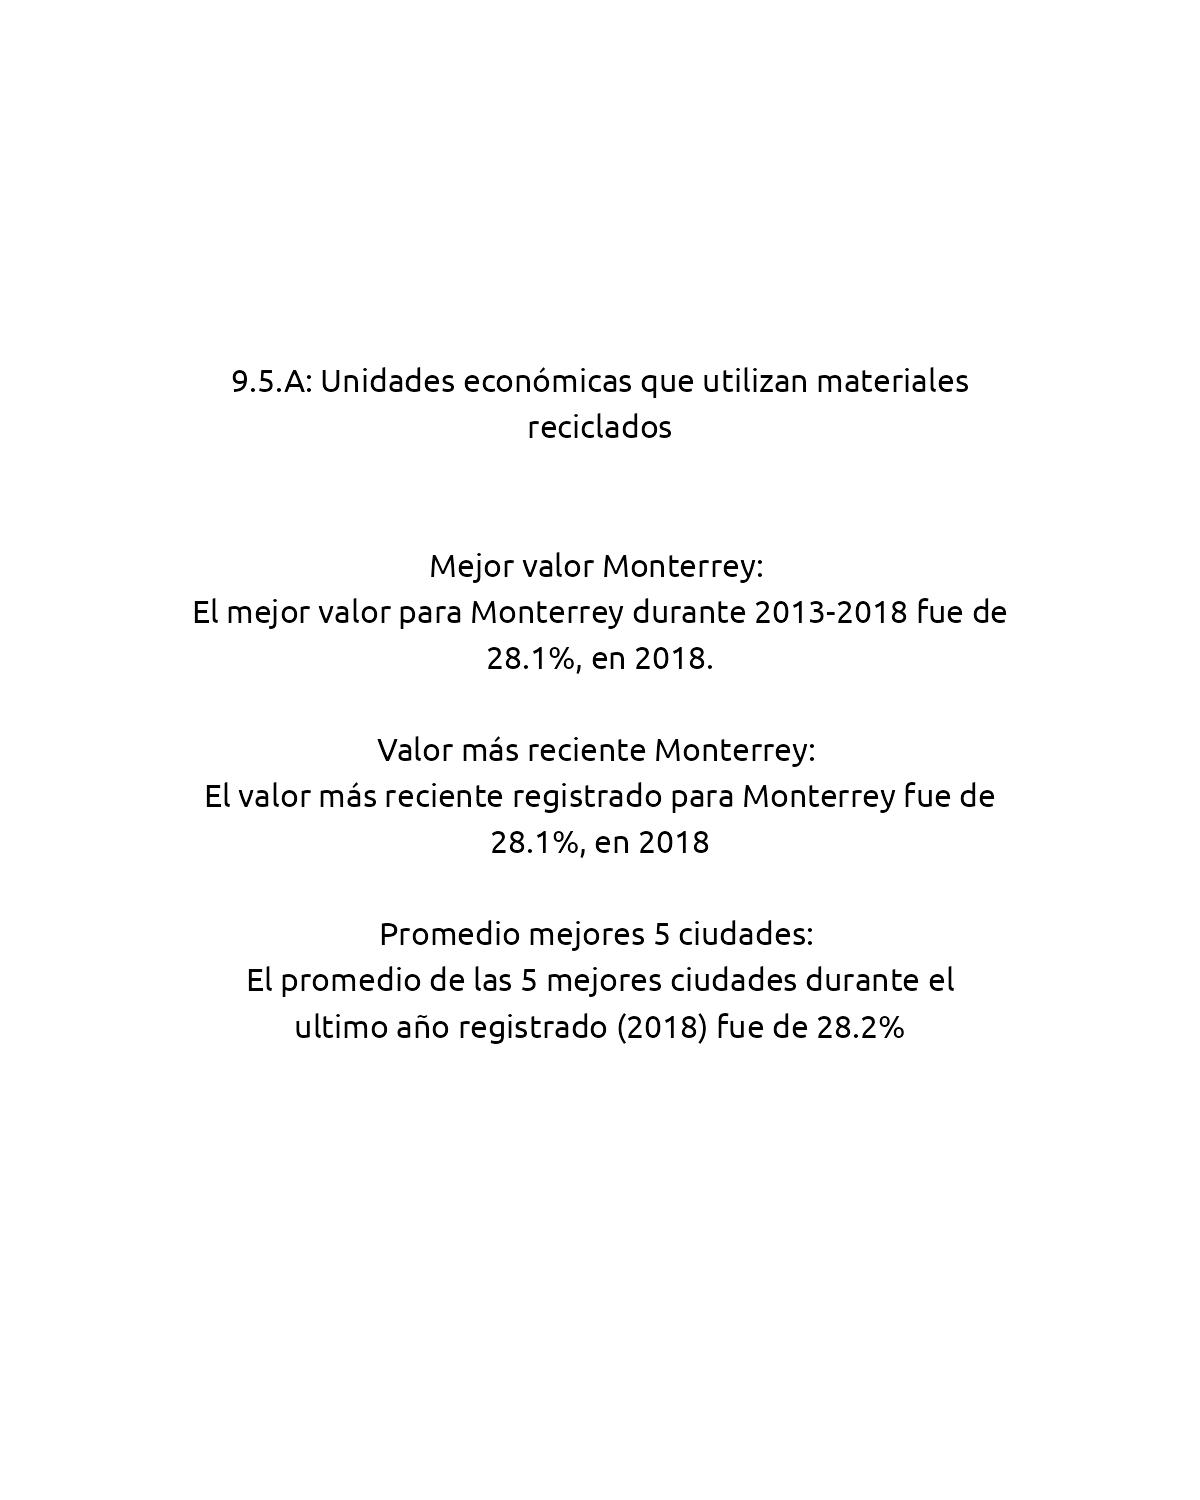 9.5.A: Unidades económicas que utilizan materiales
reciclados
Mejor valor Monterrey:
El mejor valor para Monterrey durante 2013-2018 fue de
28.1%, en 2018.
Valor más reciente Monterrey:
El valor más reciente registrado para Monterrey fue de
28.1%, en 2018
Promedio mejores 5 ciudades:
El promedio de las 5 mejores ciudades durante el
ultimo año registrado (2018) fue de 28.2%